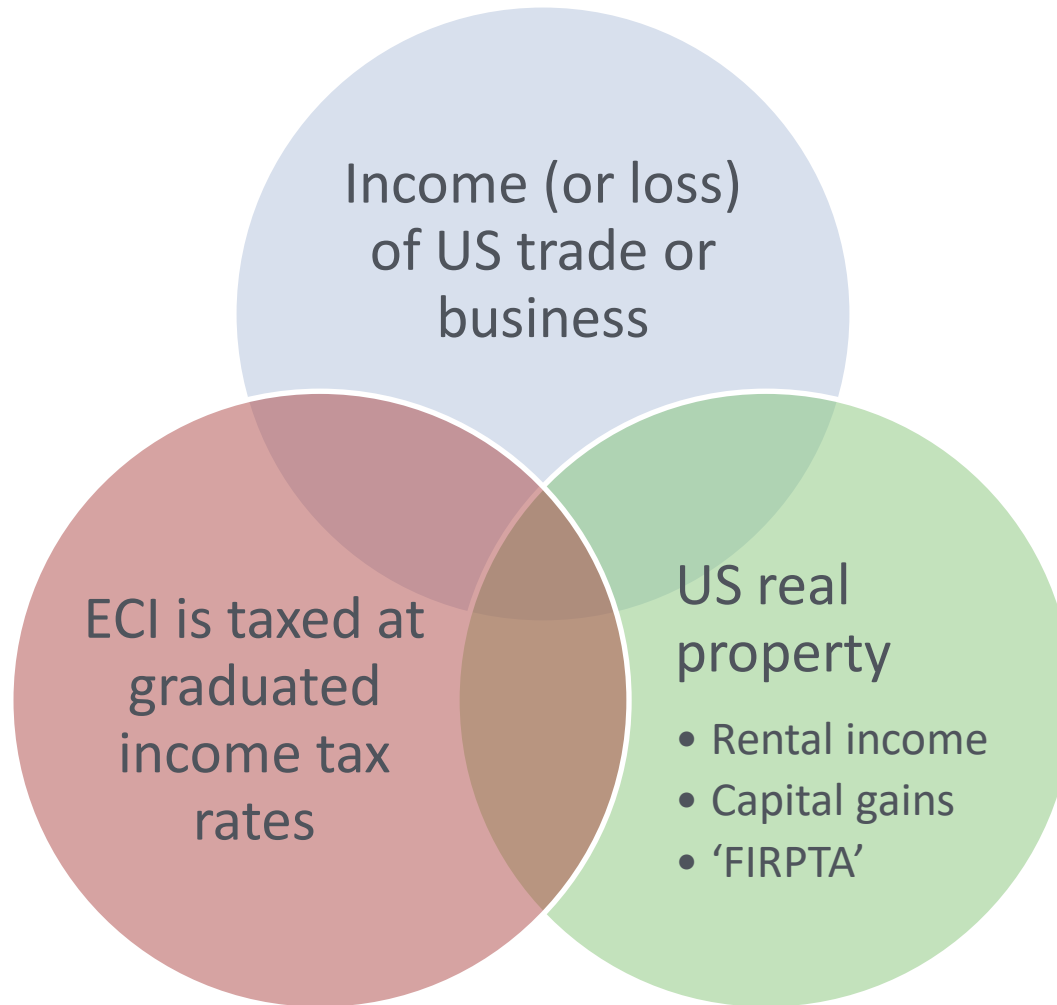 Income (or loss)
of US trade or
business
ECI is taxed at
graduated
income tax
rates
US real
property
• Rental income
• Capital gains
• ‘FIRPTA’